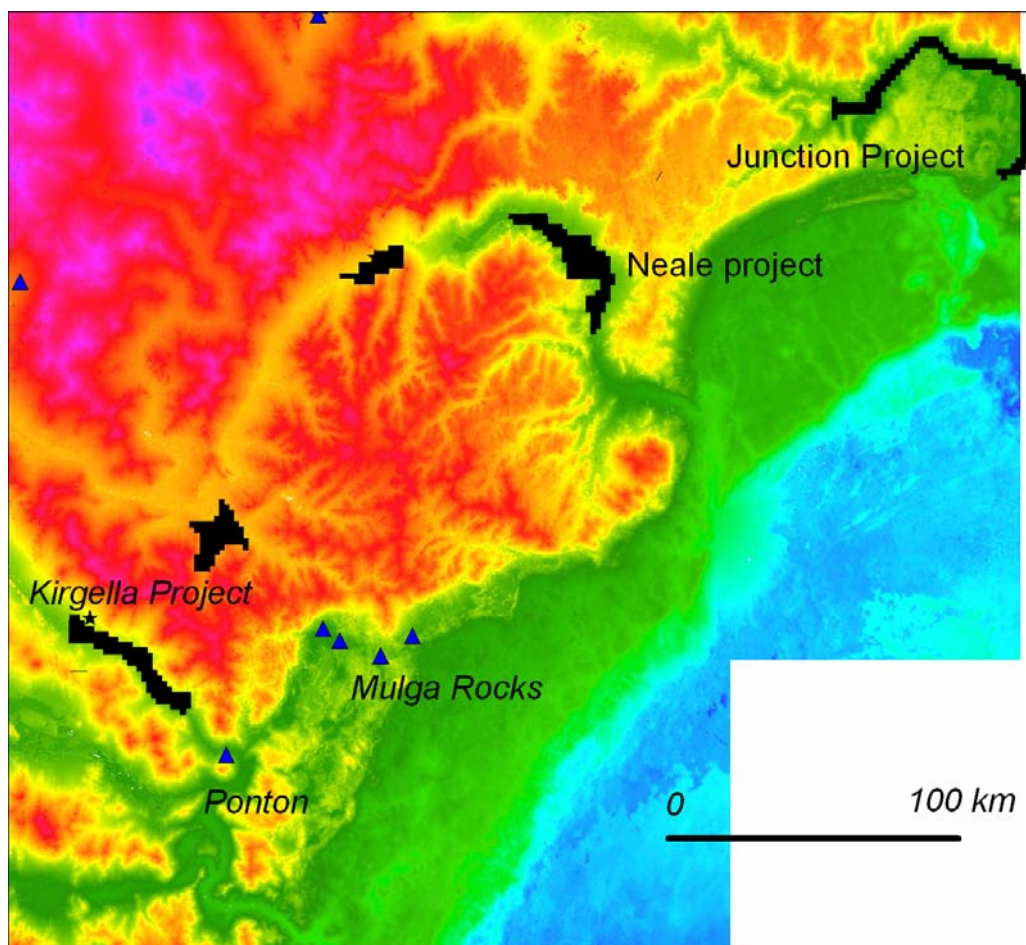 Junction Project
Neale project
Kirgella Project
Mulga Rocks
Ponton
0 100 km